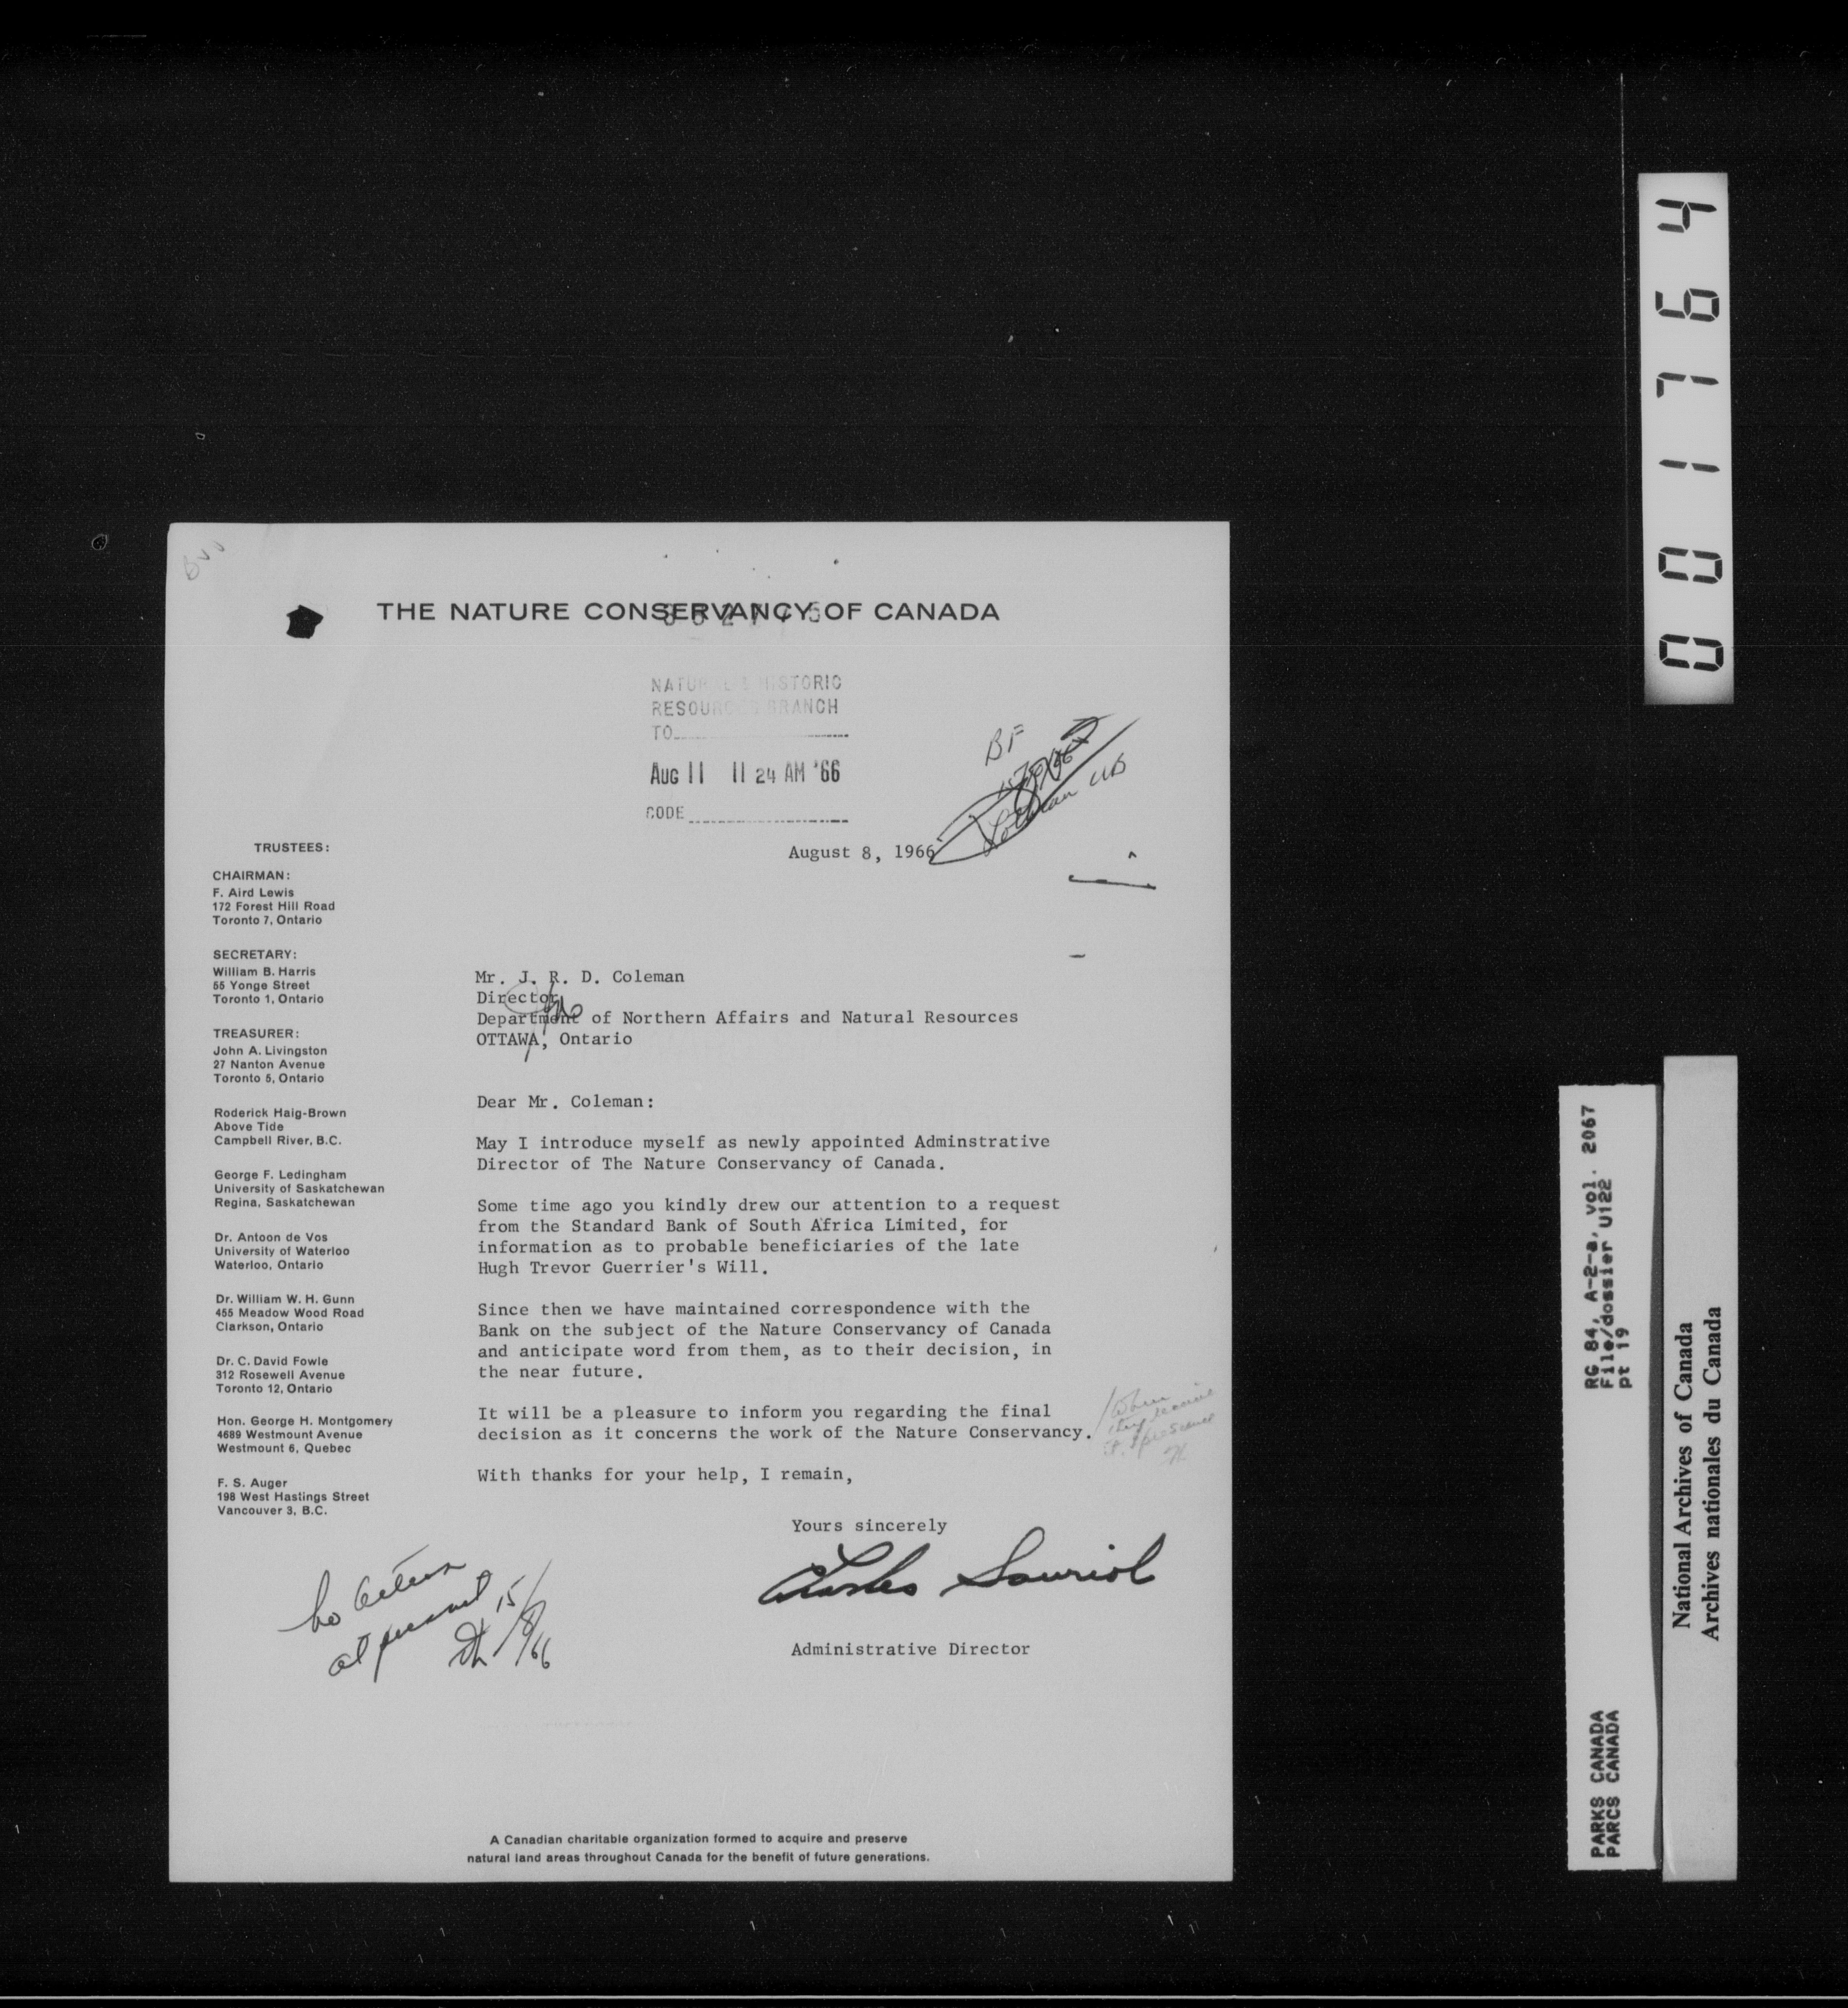 THE NATURE CONSERVANCY OF CANADA
NATURAL & HISTORIC
RESOURCES BRANCH
TO
AUG 11 11 24 AM '66
CODE
BF
August 8, 1966
TRUSTEES:
CHAIRMAN:
F. Aird Lewis
172 Forest Hill Road
Toronto 7, Ontario
SECRETARY:
William B. Harris
55 Yonge Street
Toronto 1, Ontario
TREASURER:
John A. Livingston
27 Nanton Avenue
Toronto 5, Ontario
Roderick Haig-Brown
Above Tide
Campbell River, B.C.
George F. Ledingham
University of Saskatchewan
Regina, Saskatchewan
Dr. Antoon de Vos
University of Waterloo
Waterloo, Ontario
Dr. William W. H. Gunn
455 Meadow Wood Road
Clarkson, Ontario
Dr. C. David Fowle
312 Rosewell Avenue
Toronto 12, Ontario
Hon. George H. Montgomery
4689 Westmount Avenue
Westmount 6, Quebec
F. S. Auger
198 West Hastings Street
Vancouver 3, B.C.
Mr. J. R. D. Coleman
Director
Department of Northern Affairs and Natural Resources
OTTAWA, Ontario
Dear Mr. Coleman:
May I introduce myself as newly appointed Adminstrative
Director of The Nature Conservancy of Canada.
Some time ago you kindly drew our attention to a request
from the Standard Bank of South Africa Limited, for
information as to probable beneficiaries of the late
Hugh Trevor Guerrier's Will.
Since then we have maintained correspondence with the
Bank on the subject of the Nature Conservancy of Canada
and anticipate word from them, as to their decision, in
the near future.
It will be a pleasure to inform you regarding the final
decision as it concerns the work of the Nature Conservancy.
When
they receive
it I presume
With thanks for your help, I remain,
Yours sincerely
Charles Sauriol
Administrative Director
No action
at present 15/8/66
A Canadian charitable organization formed to acquire and preserve
natural land areas throughout Canada for the benefit of future generations.
001764
RG 84, A-2-a, vol. 2067
File/dossier U122
pt 19
PARKS CANADA
PARCS CANADA
National Archives of Canada
Archives nationales du Canada